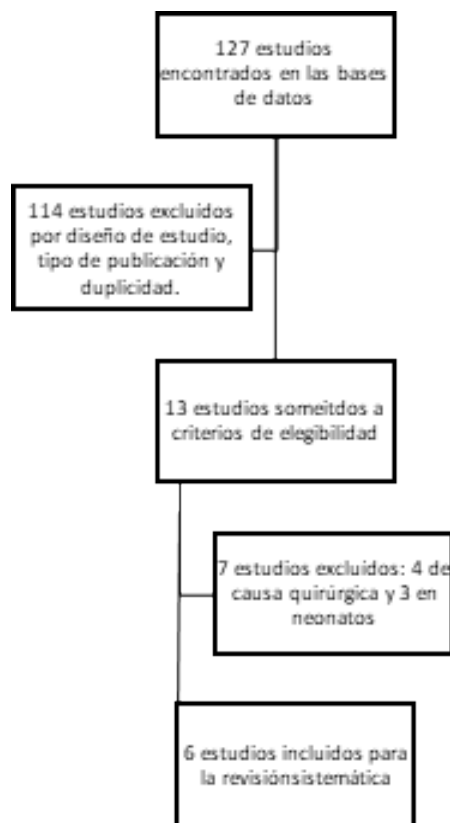 127 estudios
encontrados en las bases
de datos
114 estudios excluidos
por diseño de estudio,
tipo de publicación y
duplicidad.
13 estudios someitdos a
criterios de elegibilidad
7 estudios excluidos: 4 de
causa quirúrgica y 3 en
neonatos
6 estudios incluidos para
la revisiónsistemática